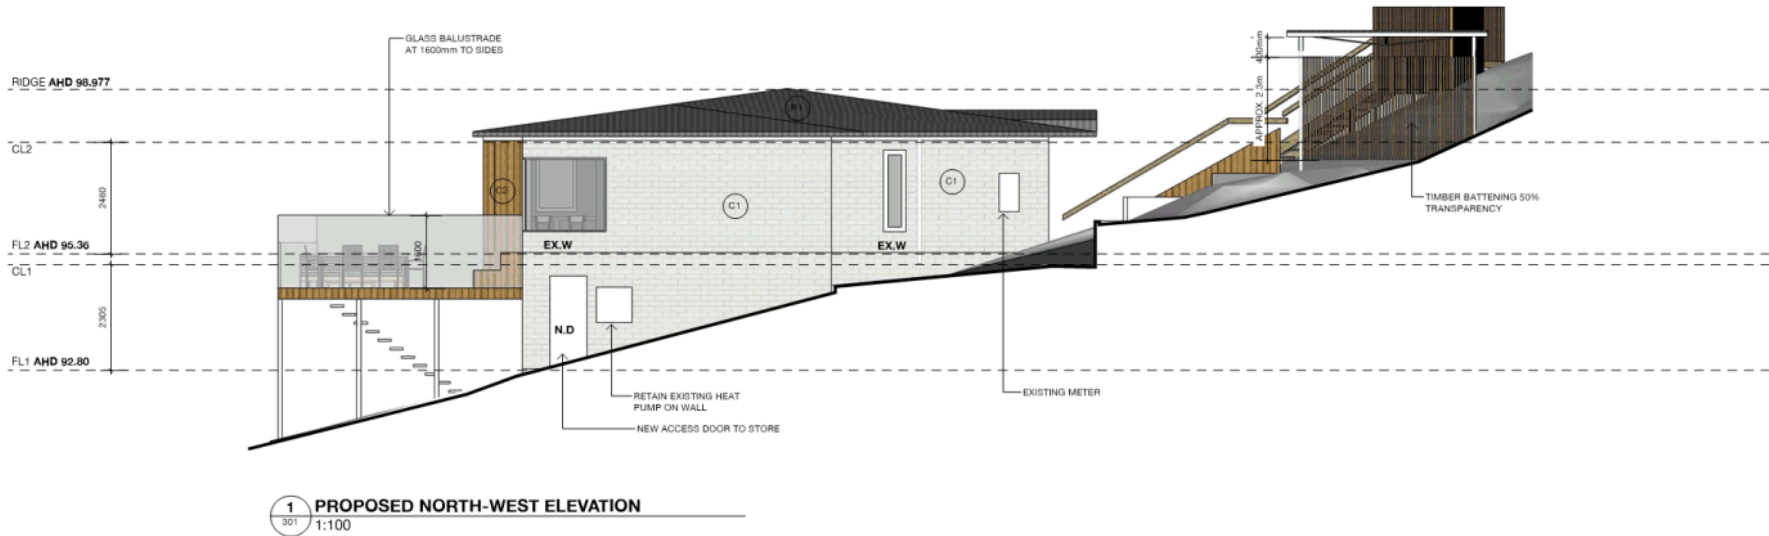 GLASS BALUSTRADE
AT 1600mm TO SIDES
400mm
RIDGE AHD 98.977
R1
APPROX. 2.3m
CL2
C2
C1
C1
2460
TIMBER BATTENING 50%
TRANSPARENCY
1600
FL2 AHD 95.36
EX.W
EX.W
CL1
2305
N.D
FL1 AHD 92.80
EXISTING METER
RETAIN EXISTING HEAT
PUMP ON WALL
NEW ACCESS DOOR TO STORE
1
301
PROPOSED NORTH-WEST ELEVATION
1:100